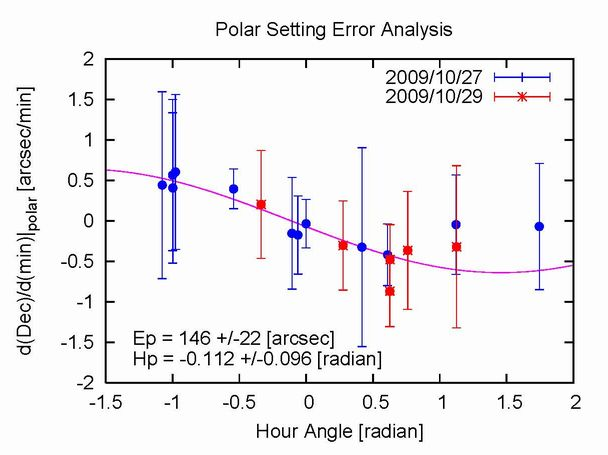 Polar Setting Error Analysis
d(Dec)/d(min)|polar [arcsec/min]
2
1.5
1
0.5
0
-0.5
-1
-1.5
-2
2009/10/27
2009/10/29
Ep = 146 +/-22 [arcsec]
Hp = -0.112 +/-0.096 [radian]
-1.5 -1 -0.5 0 0.5 1 1.5 2
Hour Angle [radian]